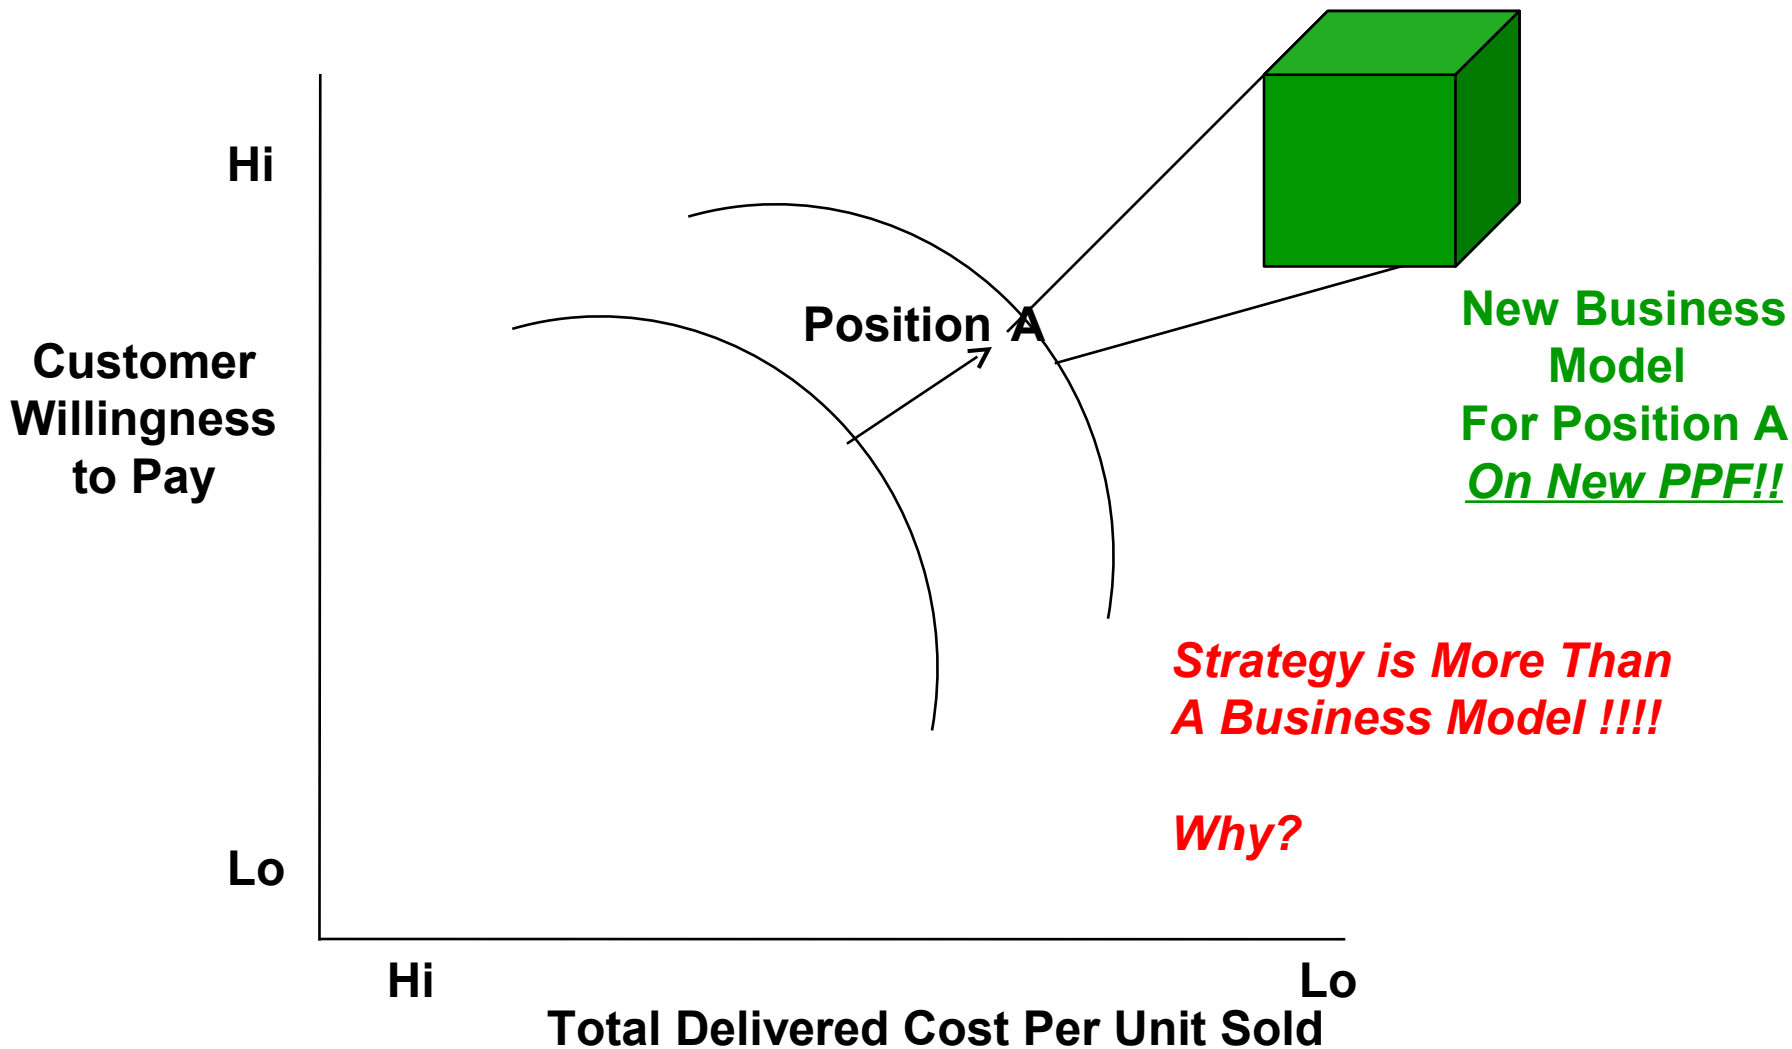 Hi
Customer
Willingness
to Pay
Lo
Position A
New Business
Model
For Position A
On New PPF!!
Strategy is More Than
A Business Model !!!!
Why?
Hi
Lo
Total Delivered Cost Per Unit Sold